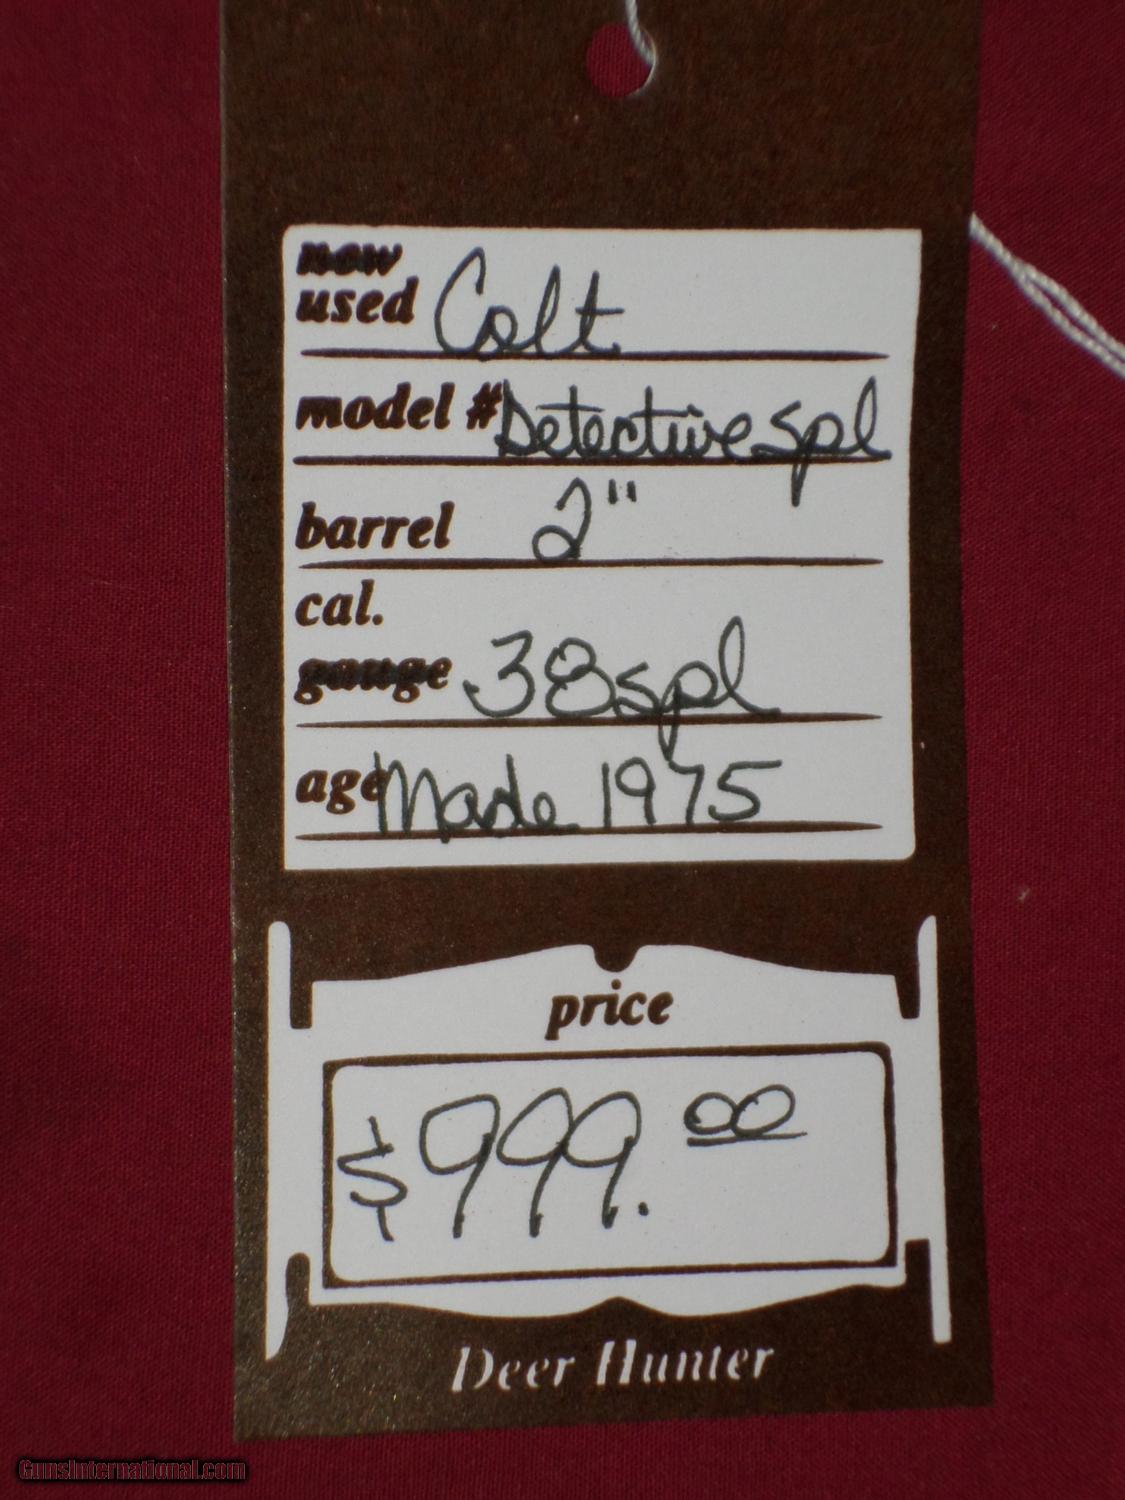 new
used Colt
model # Detective Spl
barrel 2"
cal.
gauge .38 spl
age Made 1975
price
$999.00
Deer Hunter
GunsInternational.com